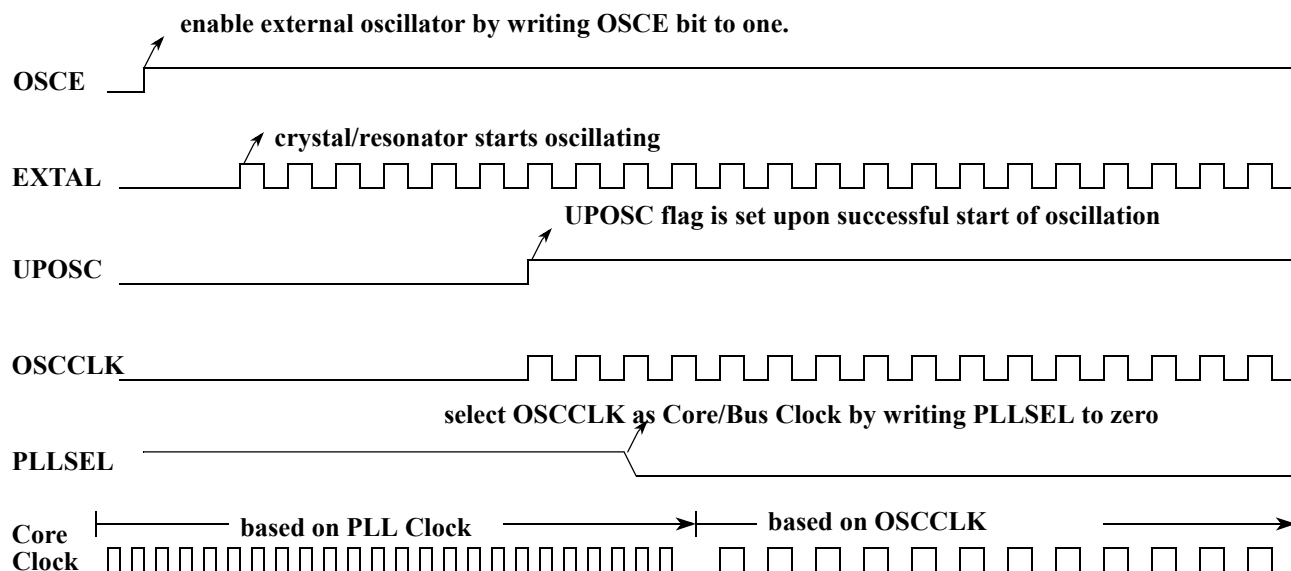 enable external oscillator by writing OSCE bit to one.
OSCE
crystal/resonator starts oscillating
EXTAL
UPOSC flag is set upon successful start of oscillation
UPOSC
OSCCLK
select OSCCLK as Core/Bus Clock by writing PLLSEL to zero
PLLSEL
based on PLL Clock
based on OSCCLK
Core
Clock